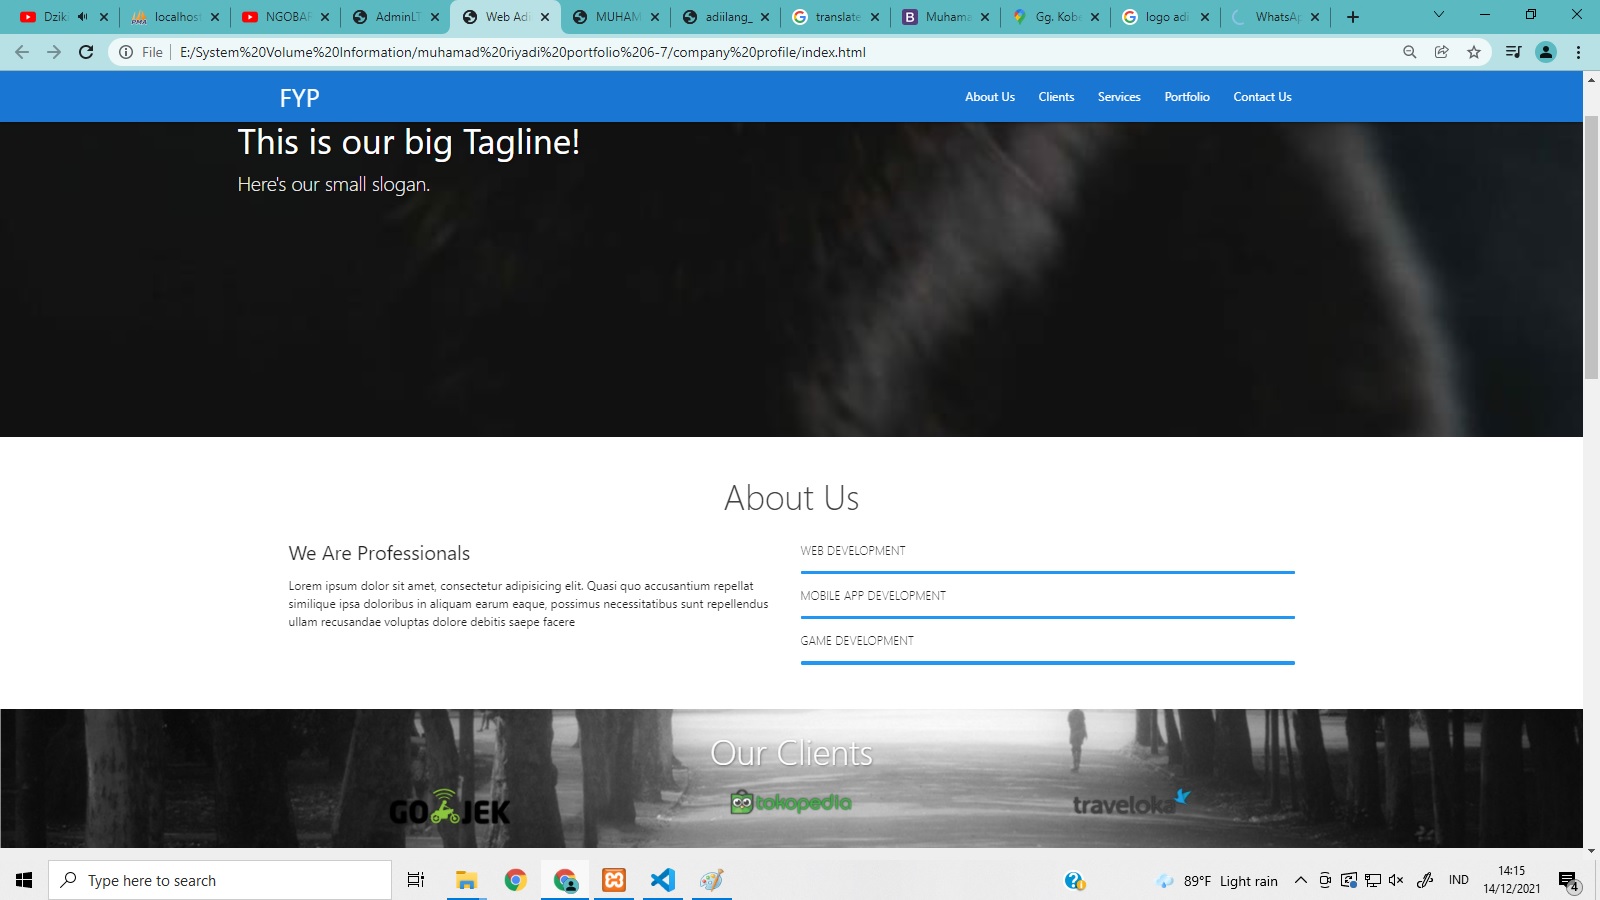 Dziki
localhost
NGOBAR
AdminLT
Web Adi
MUHAM
adiilang_
translate
Muhama
Gg. Kobe
logo adi
WhatsAp
File
E:/System%20Volume%20Information/muhamad%20riyadi%20portfolio%206-7/company%20profile/index.html
FYP
About Us
Clients
Services
Portfolio
Contact Us
This is our big Tagline!
Here's our small slogan.
About Us
We Are Professionals
Lorem ipsum dolor sit amet, consectetur adipisicing elit. Quasi quo accusantium repellat
similique ipsa doloribus in aliquam earum eaque, possimus necessitatibus sunt repellendus
ullam recusandae voluptas dolore debitis saepe facere
WEB DEVELOPMENT
MOBILE APP DEVELOPMENT
GAME DEVELOPMENT
Our Clients
GOJEK
tokopedia
traveloka
Type here to search
89°F Light rain
IND
14:15
14/12/2021
4